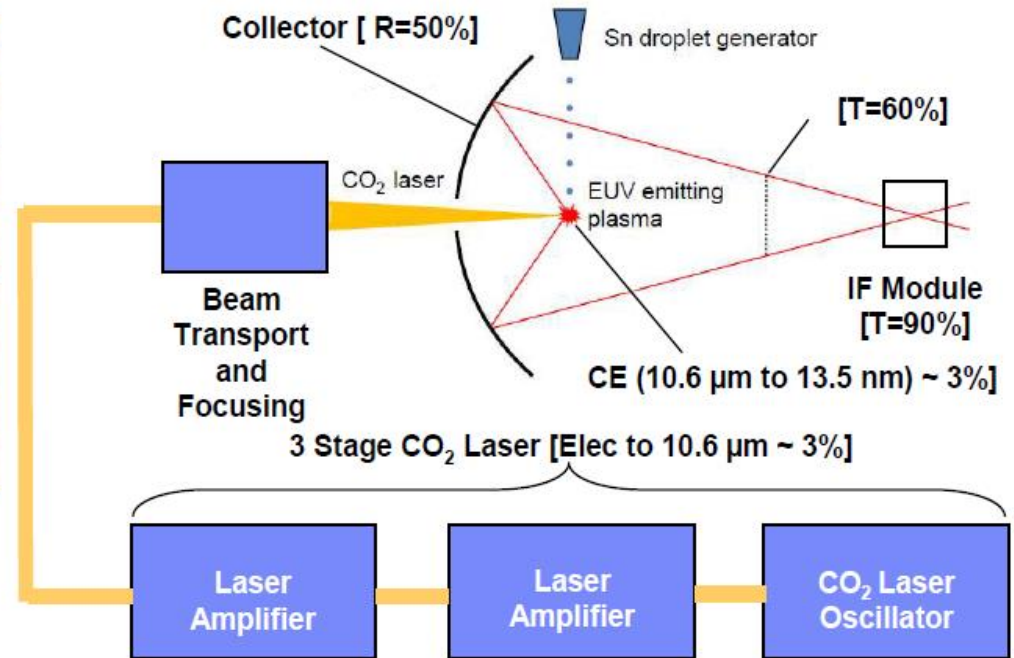 Collector [ R=50%]
Sn droplet generator
[T=60%]
CO₂ laser
EUV emitting
plasma
Beam
Transport
and
Focusing
IF Module
[T=90%]
CE (10.6 µm to 13.5 nm) ~ 3%]
3 Stage CO₂ Laser [Elec to 10.6 µm ~ 3%]
Laser
Amplifier
Laser
Amplifier
CO₂ Laser
Oscillator